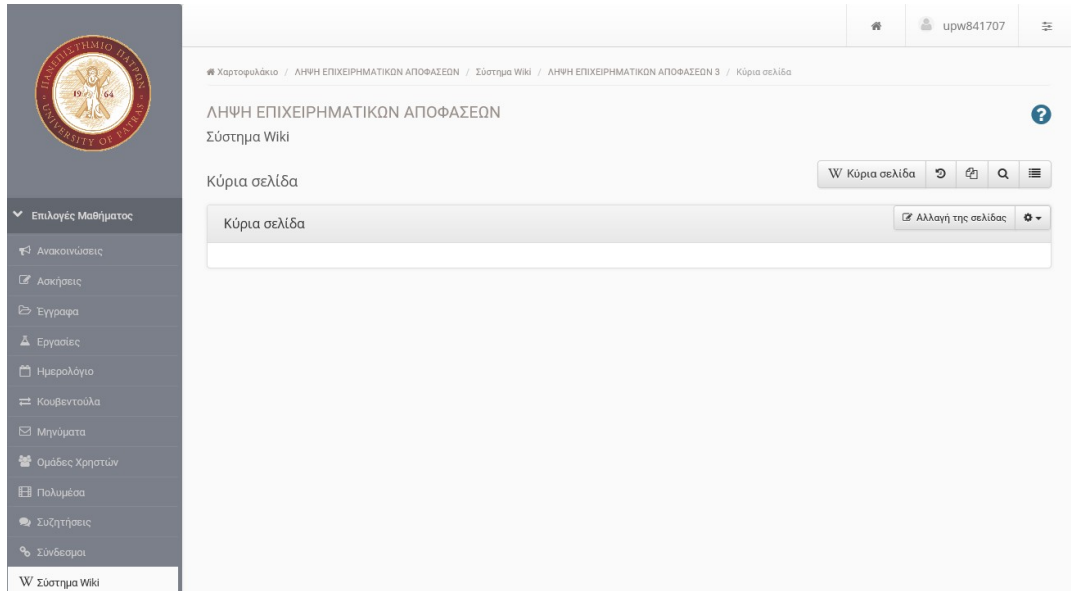 ΠΑΝΕΠΙΣΤΗΜΙΟ ΠΑΤΡΩΝ
19 64
UNIVERSITY OF PATRAS
upw841707
Χαρτοφυλάκιο / ΛΗΨΗ ΕΠΙΧΕΙΡΗΜΑΤΙΚΩΝ ΑΠΟΦΑΣΕΩΝ / Σύστημα Wiki / ΛΗΨΗ ΕΠΙΧΕΙΡΗΜΑΤΙΚΩΝ ΑΠΟΦΑΣΕΩΝ 3 / Κύρια σελίδα
ΛΗΨΗ ΕΠΙΧΕΙΡΗΜΑΤΙΚΩΝ ΑΠΟΦΑΣΕΩΝ
Σύστημα Wiki
Κύρια σελίδα
W Κύρια σελίδα
Κύρια σελίδα
Αλλαγή της σελίδας
Επιλογές Μαθήματος
Ανακοινώσεις
Ασκήσεις
Έγγραφα
Εργασίες
Ημερολόγιο
Κουβεντούλα
Μηνύματα
Ομάδες Χρηστών
Πολυμέσα
Συζητήσεις
Σύνδεσμοι
W Σύστημα Wiki